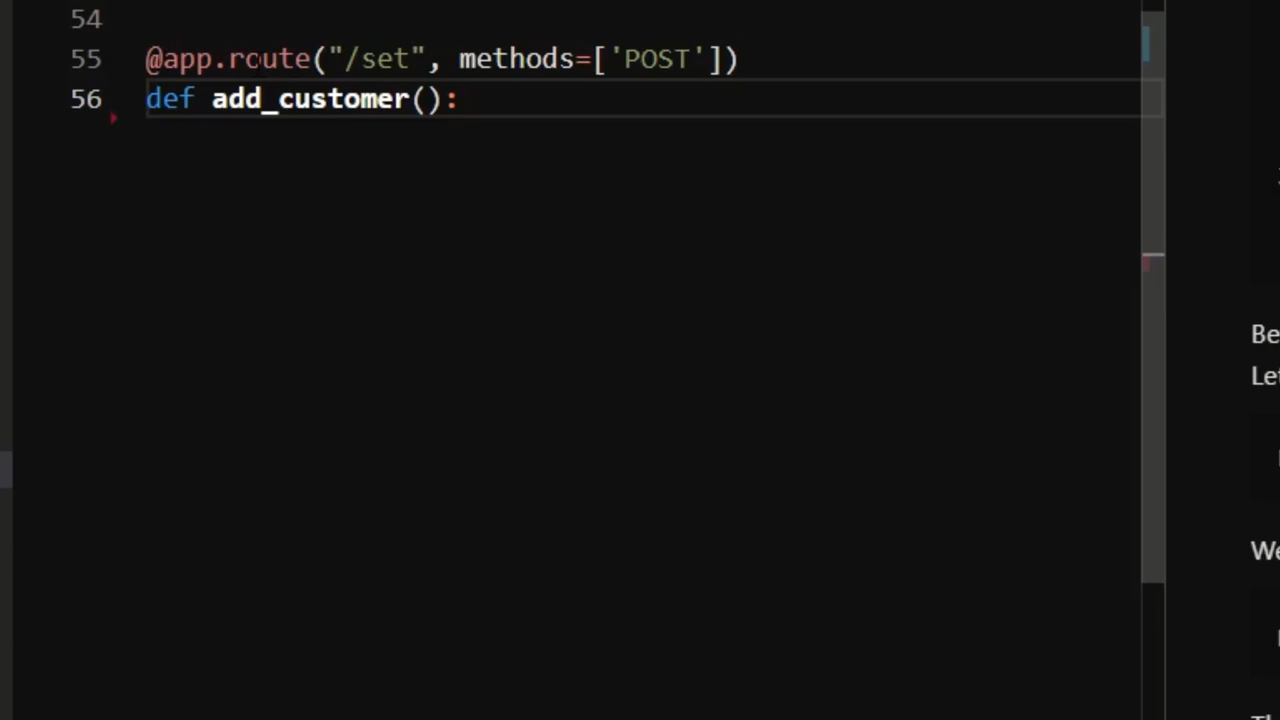 54
55 @app.route("/set", methods=['POST'])
56 def add_customer():
Be
Let
We